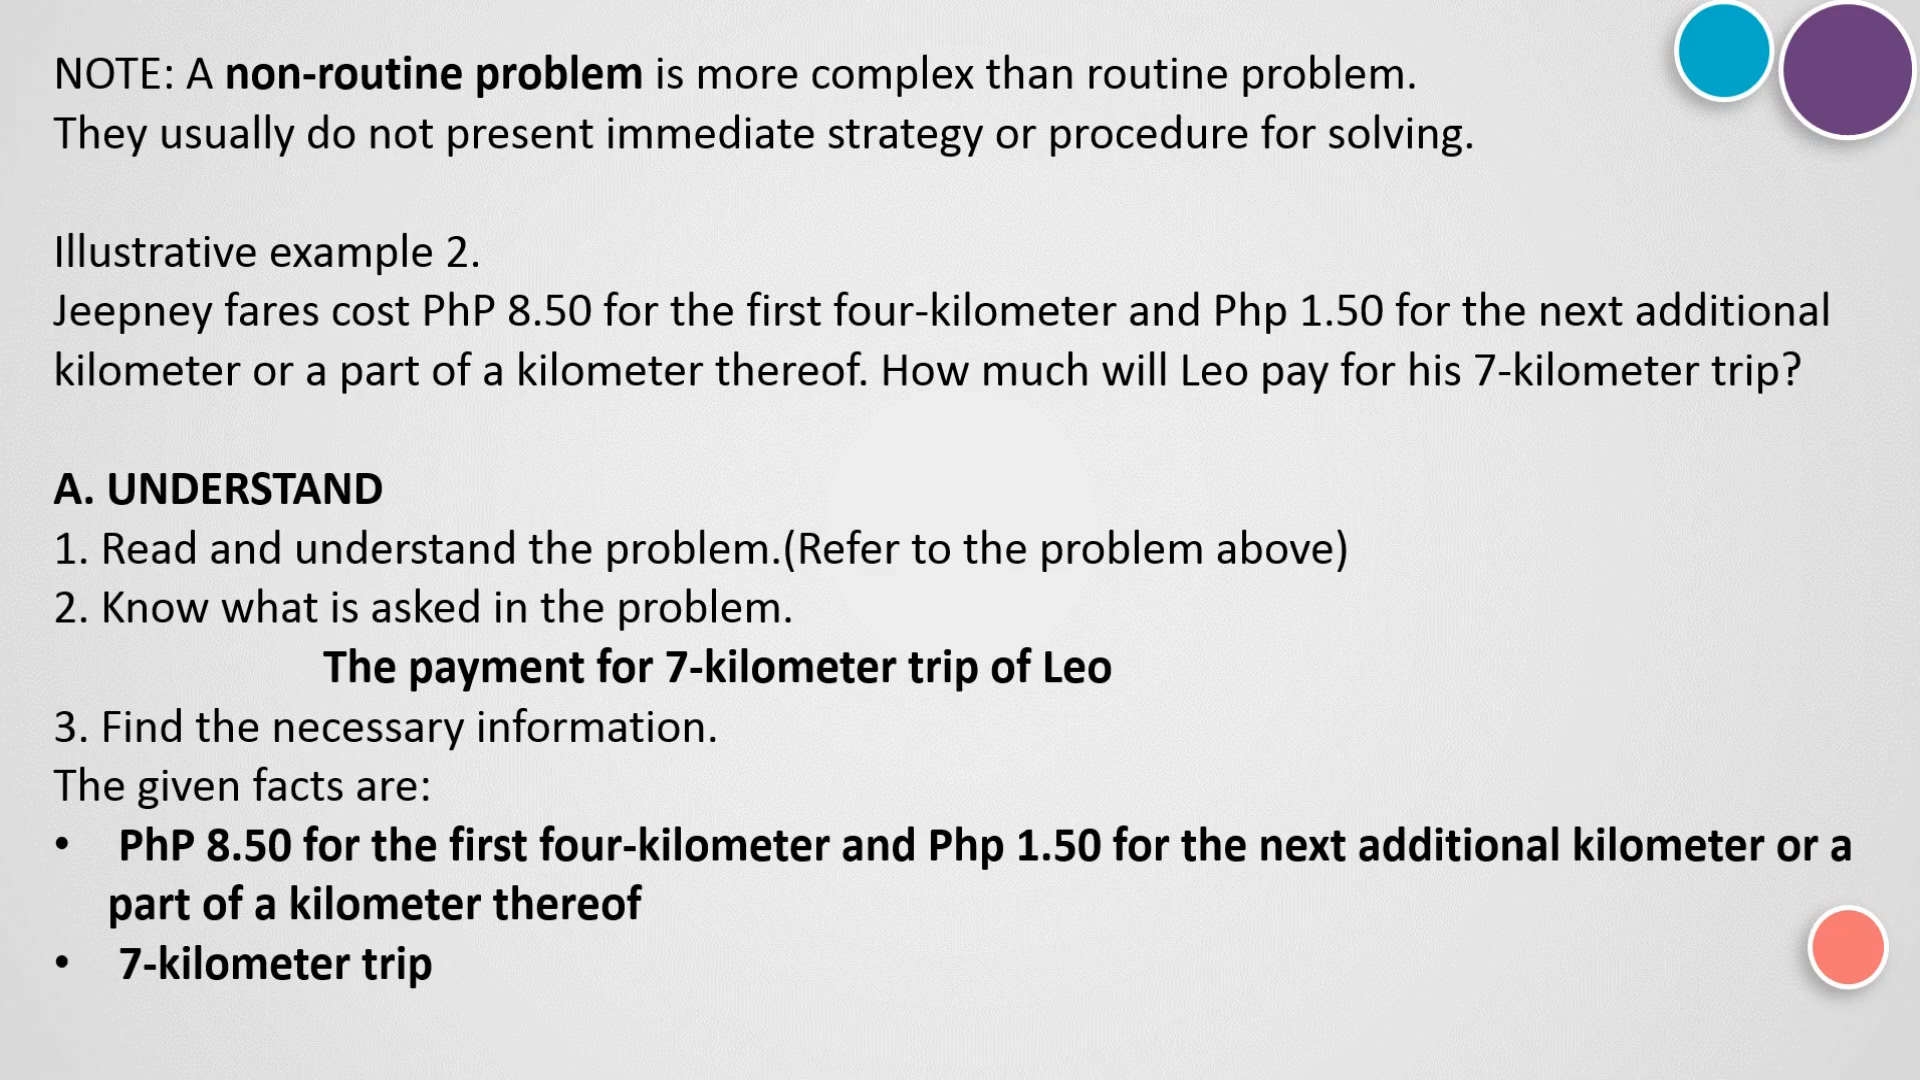 NOTE: A non-routine problem is more complex than routine problem.
They usually do not present immediate strategy or procedure for solving.
Illustrative example 2.
Jeepney fares cost PhP 8.50 for the first four-kilometer and Php 1.50 for the next additional
kilometer or a part of a kilometer thereof. How much will Leo pay for his 7-kilometer trip?
A. UNDERSTAND
1. Read and understand the problem.(Refer to the problem above)
2. Know what is asked in the problem.
The payment for 7-kilometer trip of Leo
3. Find the necessary information.
The given facts are:
• PhP 8.50 for the first four-kilometer and Php 1.50 for the next additional kilometer or a
part of a kilometer thereof
• 7-kilometer trip